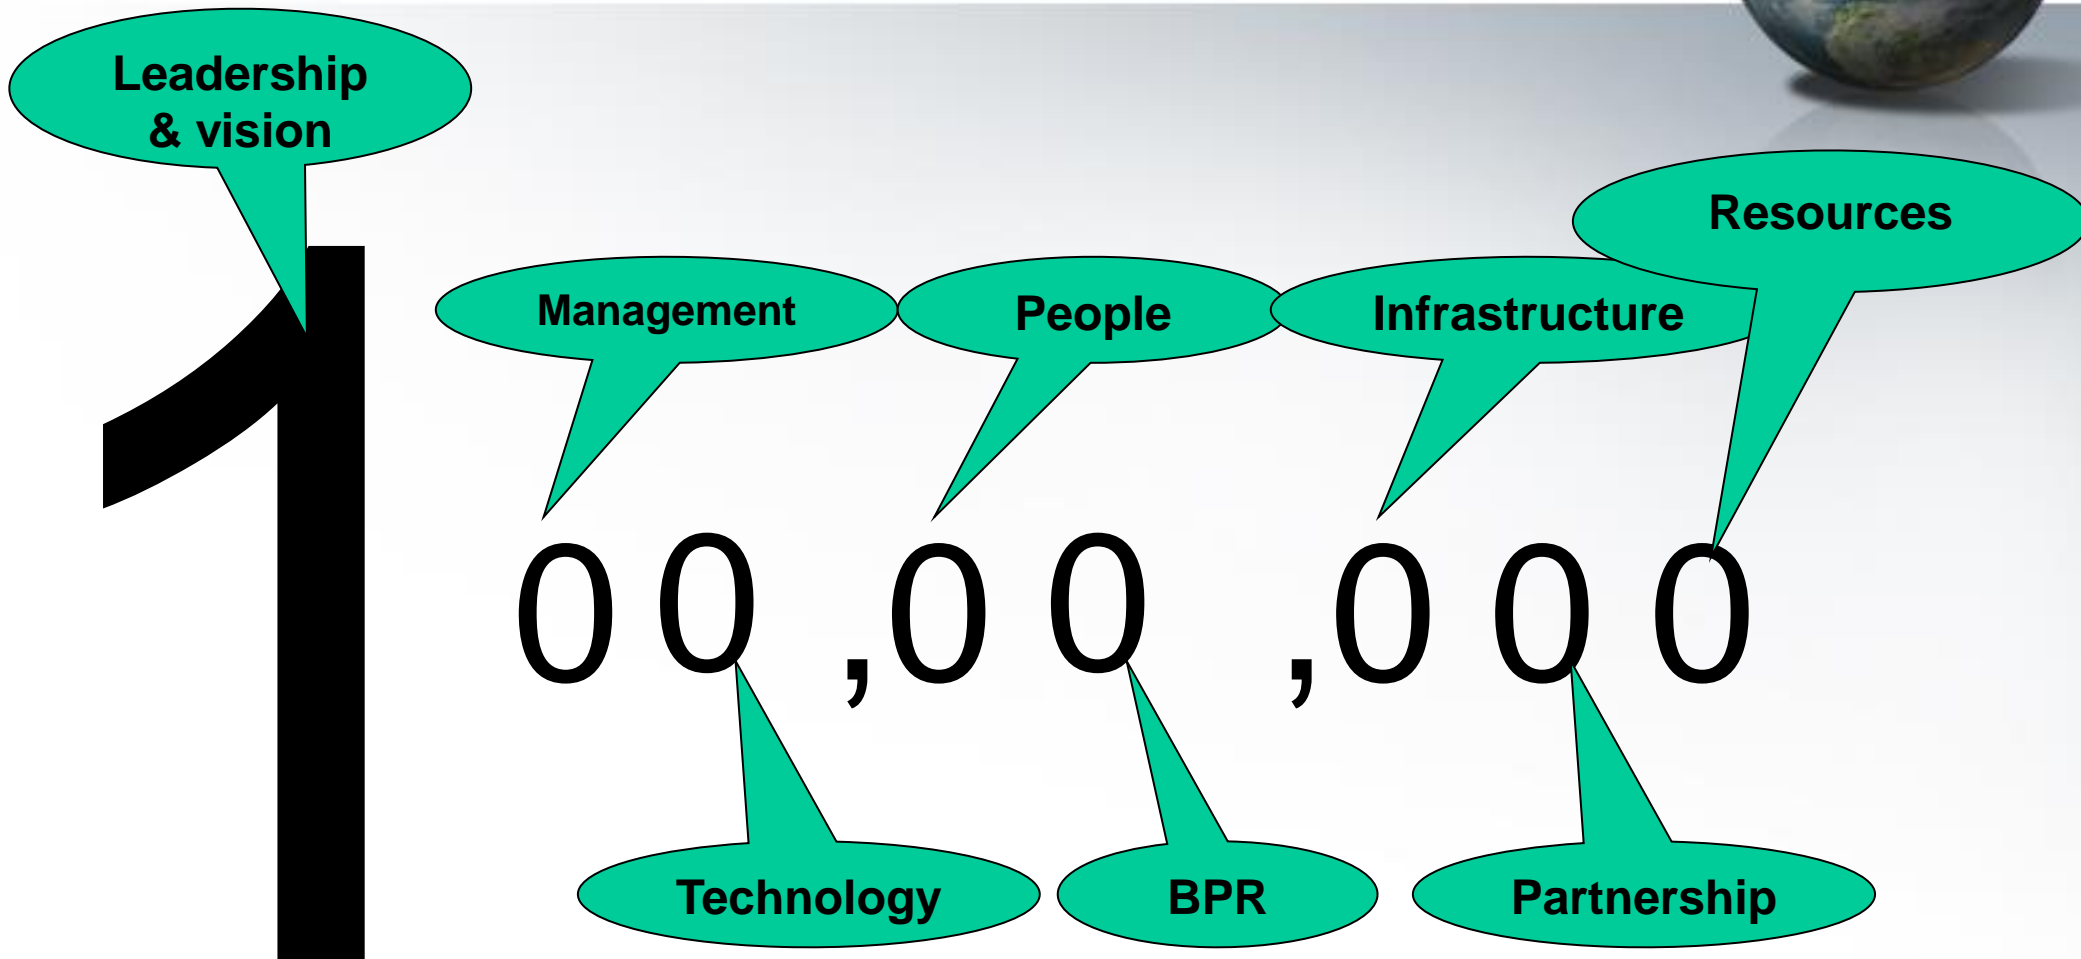 Leadership
& vision
Resources
Management
People
Infrastructure
1 00,00,000
Technology
BPR
Partnership